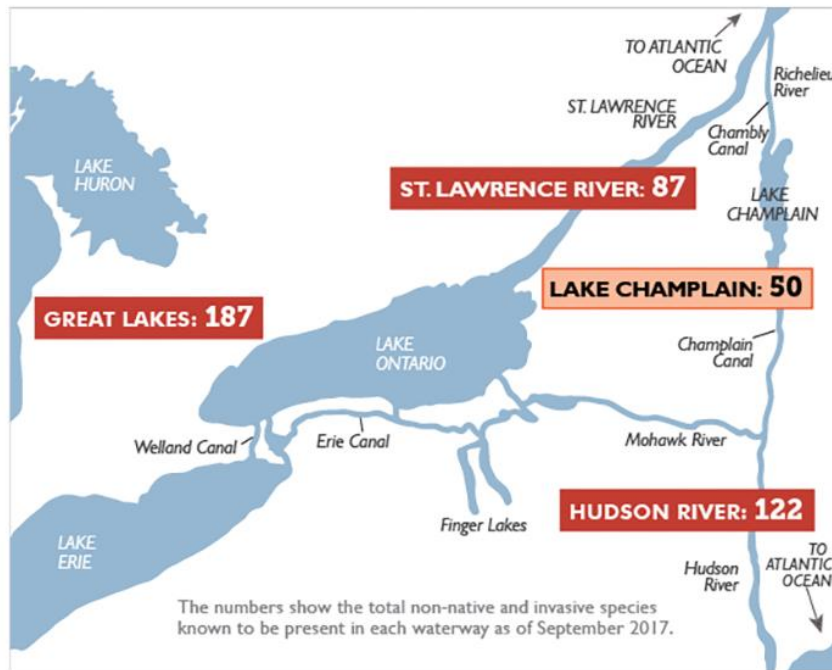 TO ATLANTIC
OCEAN
Richelieu
River
ST. LAWRENCE
RIVER
Chambly
Canal
LAKE
HURON
ST. LAWRENCE RIVER: 87
LAKE
CHAMPLAIN
LAKE CHAMPLAIN: 50
GREAT LAKES: 187
LAKE
ONTARIO
Champlain
Canal
Welland Canal
Erie Canal
Mohawk River
Finger Lakes
HUDSON RIVER: 122
LAKE
ERIE
Hudson
River
TO
ATLANTIC
OCEAN
The numbers show the total non-native and invasive species
known to be present in each waterway as of September 2017.